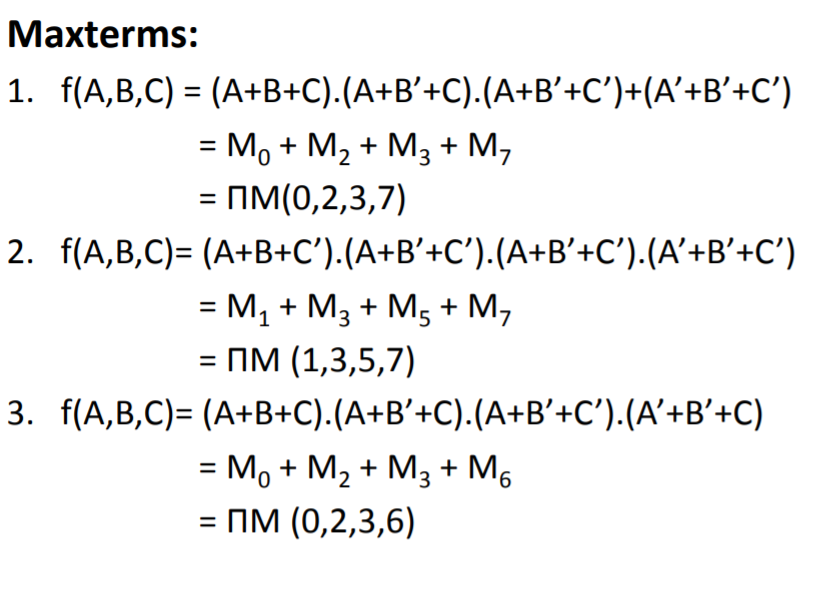 Maxterms:
1. f(A,B,C) = (A+B+C).(A+B’+C).(A+B’+C’)+(A’+B’+C’)
= M₀ + M₂ + M₃ + M₇
= ΠM(0,2,3,7)
2. f(A,B,C)= (A+B+C’).(A+B’+C’).(A+B’+C’).(A’+B’+C’)
= M₁ + M₃ + M₅ + M₇
= ΠM (1,3,5,7)
3. f(A,B,C)= (A+B+C).(A+B’+C).(A+B’+C’).(A’+B’+C)
= M₀ + M₂ + M₃ + M₆
= ΠM (0,2,3,6)